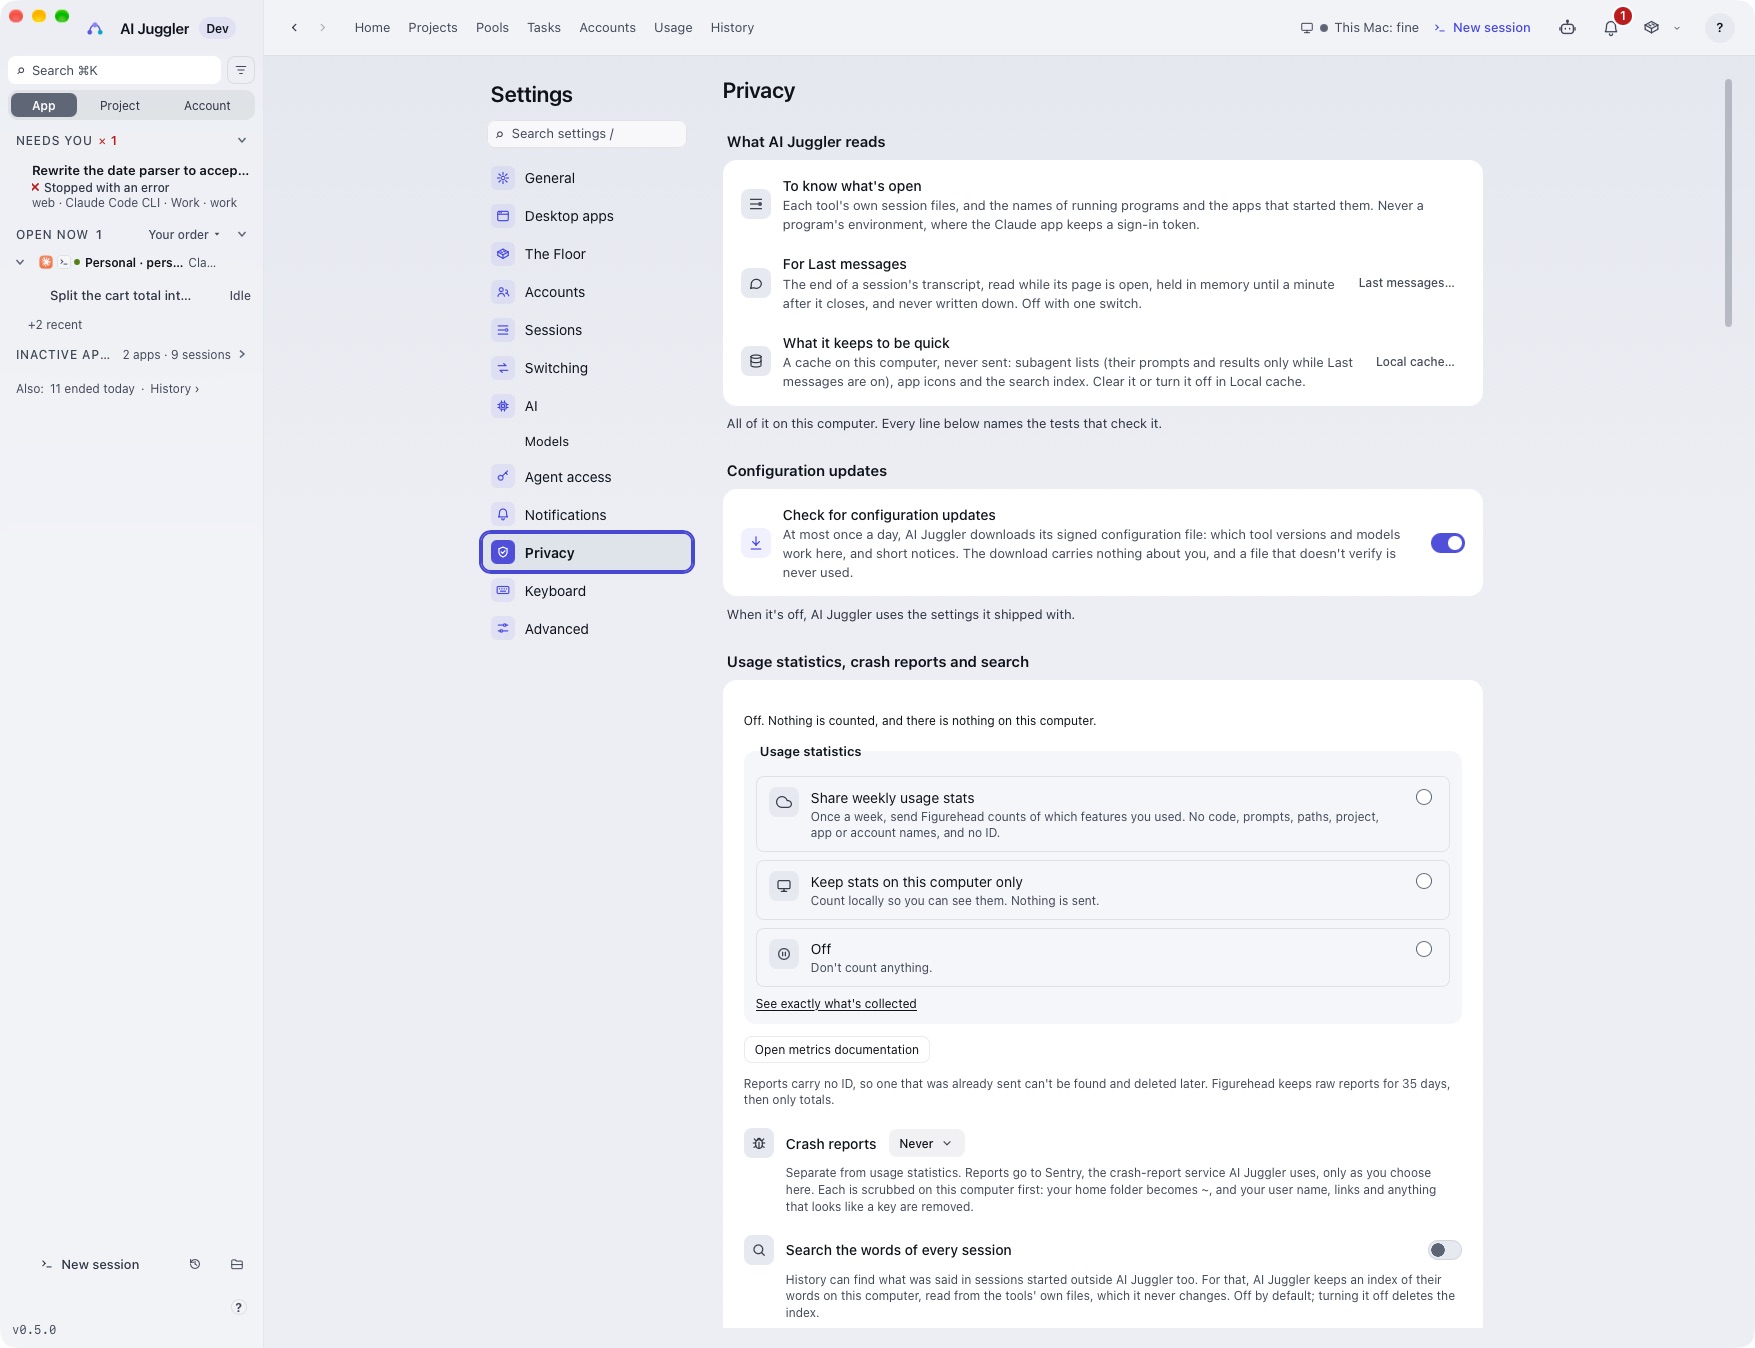 AI Juggler Dev
Search ⌘K
App Project Account
NEEDS YOU × 1
Rewrite the date parser to accep...
× Stopped with an error
web · Claude Code CLI · Work · work
OPEN NOW 1 Your order
Personal · pers... Cla...
Split the cart total int... Idle
+2 recent
INACTIVE AP... 2 apps · 9 sessions
Also: 11 ended today · History ›
New session
?
v0.5.0
Home Projects Pools Tasks Accounts Usage History
This Mac: fine
New session
1
?
Settings
Search settings /
General
Desktop apps
The Floor
Accounts
Sessions
Switching
AI
Models
Agent access
Notifications
Privacy
Keyboard
Advanced
Privacy
What AI Juggler reads
To know what's open
Each tool's own session files, and the names of running programs and the apps that started them. Never a
program's environment, where the Claude app keeps a sign-in token.
For Last messages
The end of a session's transcript, read while its page is open, held in memory until a minute
after it closes, and never written down. Off with one switch.
Last messages...
What it keeps to be quick
A cache on this computer, never sent: subagent lists (their prompts and results only while Last
messages are on), app icons and the search index. Clear it or turn it off in Local cache.
Local cache...
All of it on this computer. Every line below names the tests that check it.
Configuration updates
Check for configuration updates
At most once a day, AI Juggler downloads its signed configuration file: which tool versions and models
work here, and short notices. The download carries nothing about you, and a file that doesn't verify is
never used.
When it's off, AI Juggler uses the settings it shipped with.
Usage statistics, crash reports and search
Off. Nothing is counted, and there is nothing on this computer.
Usage statistics
Share weekly usage stats
Once a week, send Figurehead counts of which features you used. No code, prompts, paths, project,
app or account names, and no ID.
Keep stats on this computer only
Count locally so you can see them. Nothing is sent.
Off
Don't count anything.
See exactly what's collected
Open metrics documentation
Reports carry no ID, so one that was already sent can't be found and deleted later. Figurehead keeps raw reports for 35 days,
then only totals.
Crash reports Never
Separate from usage statistics. Reports go to Sentry, the crash-report service AI Juggler uses, only as you choose
here. Each is scrubbed on this computer first: your home folder becomes ~, and your user name, links and anything
that looks like a key are removed.
Search the words of every session
History can find what was said in sessions started outside AI Juggler too. For that, AI Juggler keeps an index of their
words on this computer, read from the tools' own files, which it never changes. Off by default; turning it off deletes the
index.